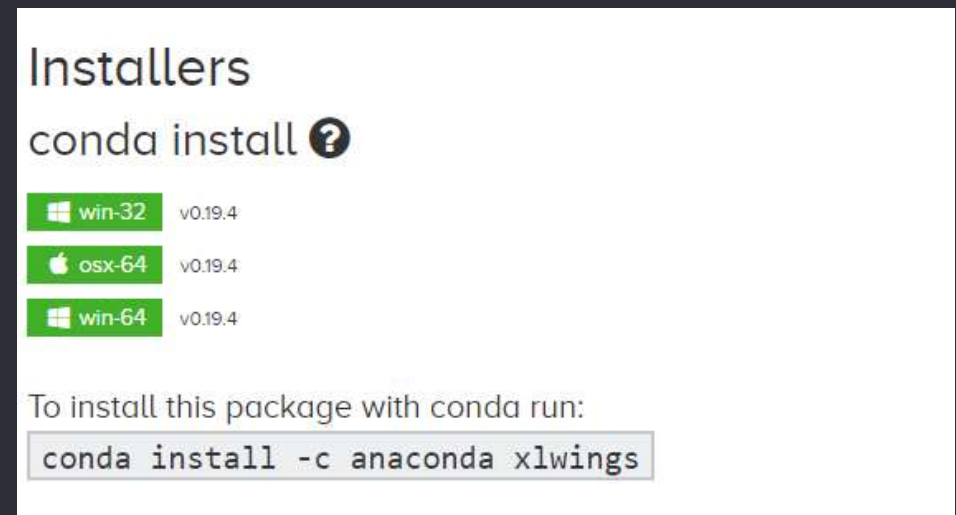 Installers
conda install ?
win-32 v0.19.4
osx-64 v0.19.4
win-64 v0.19.4
To install this package with conda run:
conda install -c anaconda xlwings